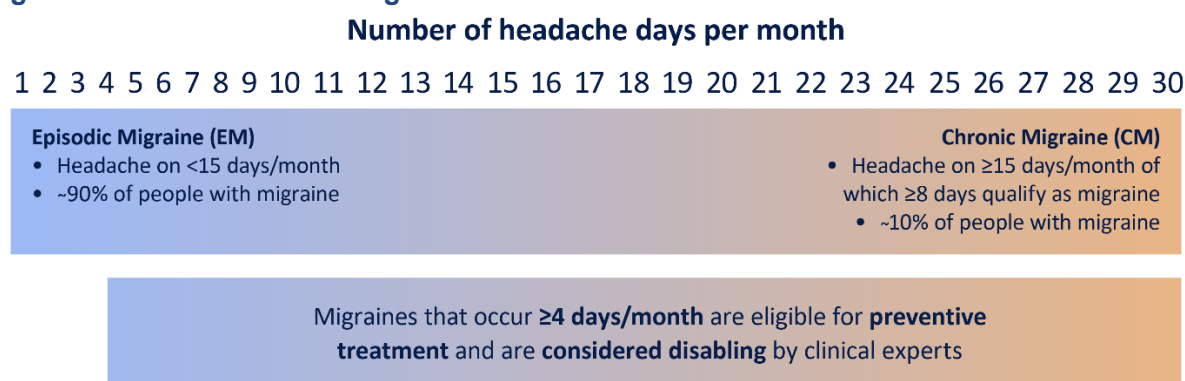 Number of headache days per month
1 2 3 4 5 6 7 8 9 10 11 12 13 14 15 16 17 18 19 20 21 22 23 24 25 26 27 28 29 30
Episodic Migraine (EM)
• Headache on <15 days/month
• ~90% of people with migraine
Chronic Migraine (CM)
• Headache on ≥15 days/month of
which ≥8 days qualify as migraine
• ~10% of people with migraine
Migraines that occur ≥4 days/month are eligible for preventive
treatment and are considered disabling by clinical experts